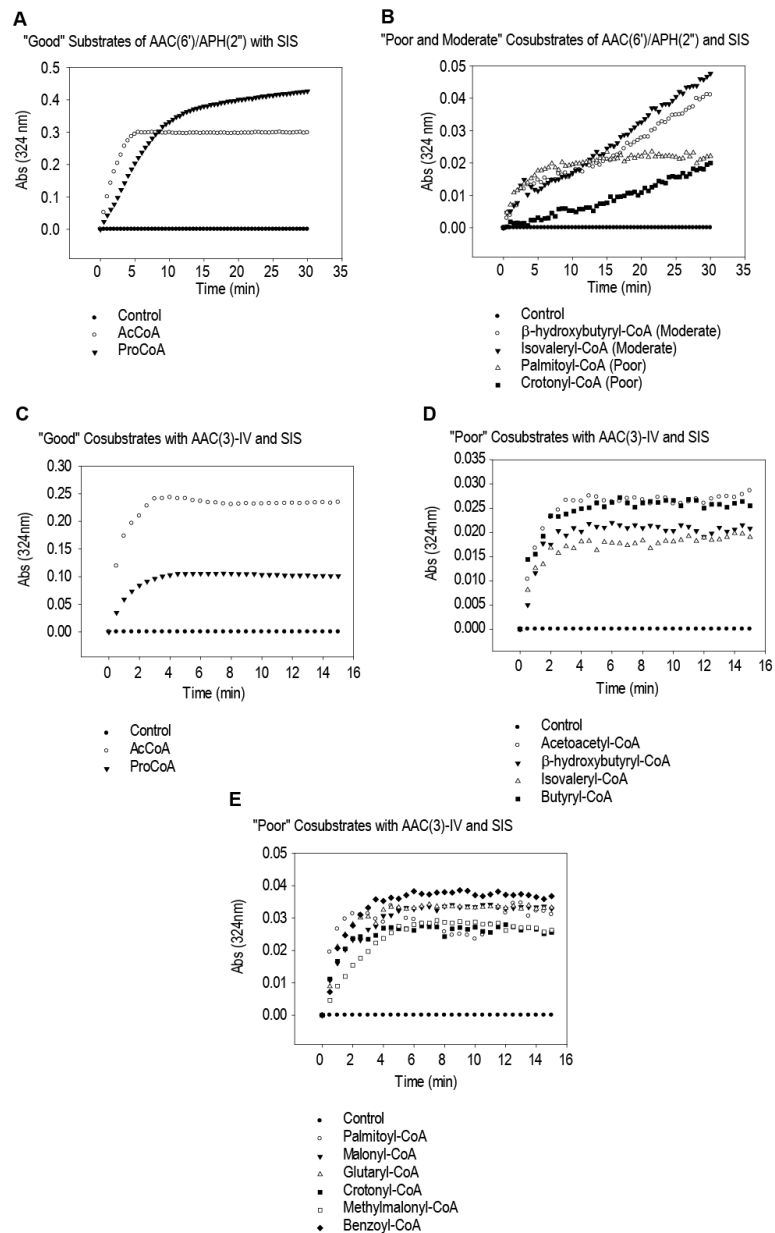 A
"Good" Substrates of AAC(6')/APH(2") with SIS
0.5
0.4
0.3
0.2
0.1
0.0
Abs (324 nm)
0 5 10 15 20 25 30 35
Time (min)
Control
AcCoA
ProCoA
B
"Poor and Moderate" Cosubstrates of AAC(6')/APH(2") and SIS
0.05
0.04
0.03
0.02
0.01
0.00
Abs (324 nm)
0 5 10 15 20 25 30 35
Time (min)
Control
β-hydroxybutyryl-CoA (Moderate)
Isovaleryl-CoA (Moderate)
Palmitoyl-CoA (Poor)
Crotonyl-CoA (Poor)
C
"Good" Cosubstrates with AAC(3)-IV and SIS
0.30
0.25
0.20
0.15
0.10
0.05
0.00
Abs (324nm)
0 2 4 6 8 10 12 14 16
Time (min)
Control
AcCoA
ProCoA
D
"Poor" Cosubstrates with AAC(3)-IV and SIS
0.035
0.030
0.025
0.020
0.015
0.010
0.005
0.000
Abs (324nm)
0 2 4 6 8 10 12 14 16
Time (min)
Control
Acetoacetyl-CoA
β-hydroxybutyryl-CoA
Isovaleryl-CoA
Butyryl-CoA
E
"Poor" Cosubstrates with AAC(3)-IV and SIS
0.05
0.04
0.03
0.02
0.01
0.00
Abs (324nm)
0 2 4 6 8 10 12 14 16
Time (min)
Control
Palmitoyl-CoA
Malonyl-CoA
Glutaryl-CoA
Crotonyl-CoA
Methylmalonyl-CoA
Benzoyl-CoA